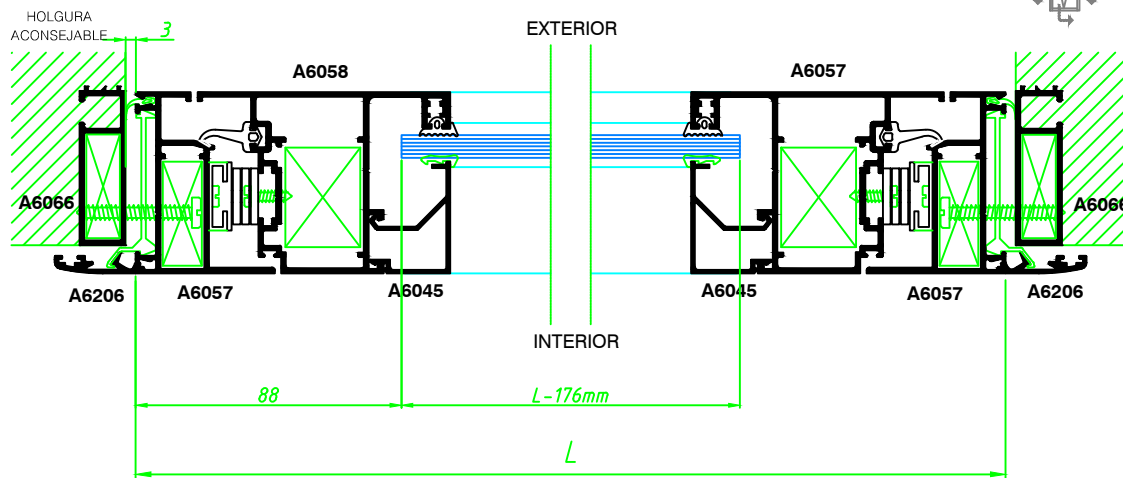 HOLGURA
ACONSEJABLE
3
EXTERIOR
A6058
A6057
A6066
A6066
A6206
A6057
A6045
A6045
A6057
A6206
INTERIOR
88
L-176mm
L